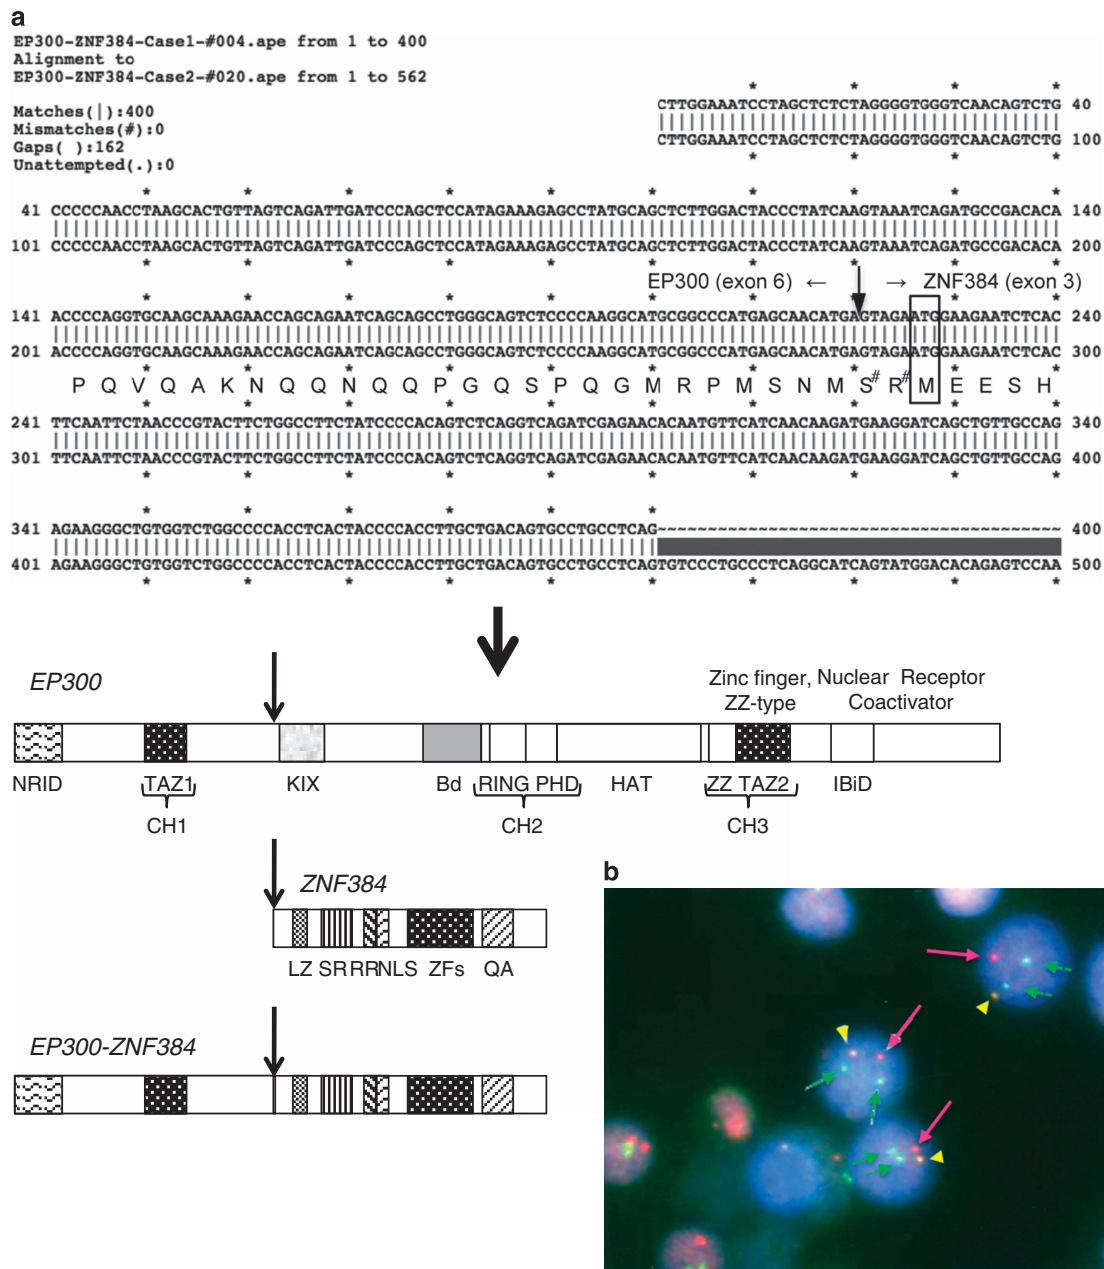 a
EP300-ZNF384-Case1-#004.ape from 1 to 400
Alignment to
EP300-ZNF384-Case2-#020.ape from 1 to 562
Matches(|):400
Mismatches(#):0
Gaps( ):162
Unattempted(.):0
* * * *
CTTGGAAATCCTAGCTCTCTAGGGGTGGGTCAACAGTCTG 40
CTTGGAAATCCTAGCTCTCTAGGGGTGGGTCAACAGTCTG 100
* * * *
* * * * * * * * * *
41 CCCCCAACCTAAGCACTGTTAGTCAGATTGATCCCAGCTCCATAGAAAGAGCCTATGCAGCTCTTGGACTACCCTATCAAGTAAATCAGATGCCGACACA 140
101 CCCCCAACCTAAGCACTGTTAGTCAGATTGATCCCAGCTCCATAGAAAGAGCCTATGCAGCTCTTGGACTACCCTATCAAGTAAATCAGATGCCGACACA 200
* * * * * * * * * *
EP300 (exon 6) ← → ZNF384 (exon 3)
* * * * * * * * * *
141 ACCCCAGGTGCAAGCAAAGAACCAGCAGAATCAGCAGCCTGGGCAGTCTCCCCAAGGCATGCGGCCCATGAGCAACATGAGTAGAATGGAAGAATCTCAC 240
201 ACCCCAGGTGCAAGCAAAGAACCAGCAGAATCAGCAGCCTGGGCAGTCTCCCCAAGGCATGCGGCCCATGAGCAACATGAGTAGAATGGAAGAATCTCAC 300
P Q V Q A K N Q Q N Q Q P G Q S P Q G M R P M S N M S# R# M E E S H
241 TTCAATTCTAACCCGTACTTCTGGCCTTCTATCCCCACAGTCTCAGGTCAGATCGAGAACACAATGTTCATCAACAAGATGAAGGATCAGCTGTTGCCAG 340
301 TTCAATTCTAACCCGTACTTCTGGCCTTCTATCCCCACAGTCTCAGGTCAGATCGAGAACACAATGTTCATCAACAAGATGAAGGATCAGCTGTTGCCAG 400
* * * * * * * * * *
* * * * * *
341 AGAAGGGCTGTGGTCTGGCCCCACCTCACTACCCCACCTTGCTGACAGTGCCTGCCTCAG~~~~~~~~~~~~~~~~~~~~~~~~~~~~~~~~~~~~~~~~ 400
401 AGAAGGGCTGTGGTCTGGCCCCACCTCACTACCCCACCTTGCTGACAGTGCCTGCCTCAGTGTCCCTGCCCTCAGGCATCAGTATGGACACAGAGTCCAA 500
* * * * * * * * * *
EP300
Zinc finger, Nuclear Receptor
ZZ-type Coactivator
NRID TAZ1 KIX Bd RING PHD HAT ZZ TAZ2 IBiD
CH1 CH2 CH3
ZNF384
LZ SR RR NLS ZFs QA
EP300-ZNF384
b